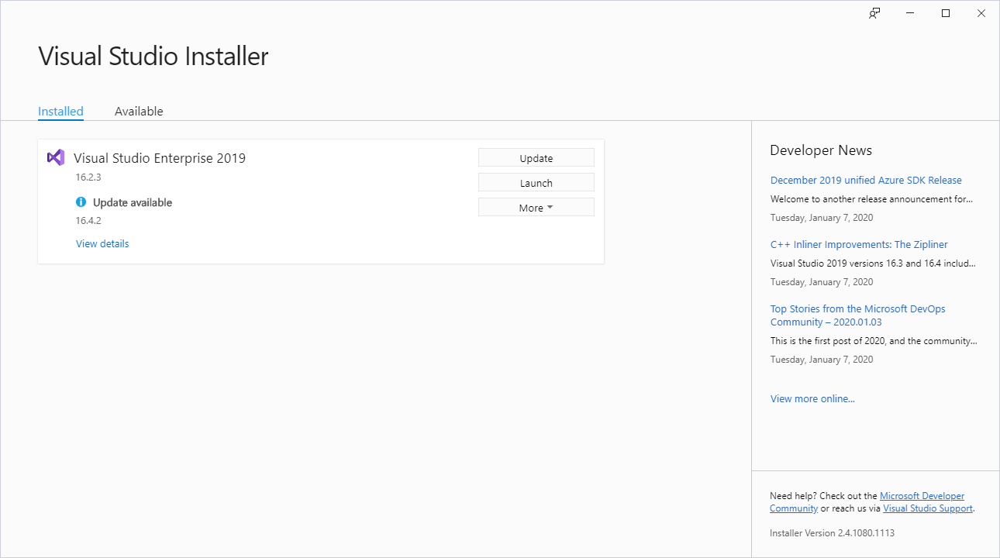 Visual Studio Installer
Installed
Available
Visual Studio Enterprise 2019
16.2.3
Update available
16.4.2
View details
Update
Launch
More
Developer News
December 2019 unified Azure SDK Release
Welcome to another release announcement for...
Tuesday, January 7, 2020
C++ Inliner Improvements: The Zipliner
Visual Studio 2019 versions 16.3 and 16.4 includ...
Tuesday, January 7, 2020
Top Stories from the Microsoft DevOps
Community – 2020.01.03
This is the first post of 2020, and the community...
Tuesday, January 7, 2020
View more online...
Need help? Check out the Microsoft Developer
Community or reach us via Visual Studio Support.
Installer Version 2.4.1080.1113